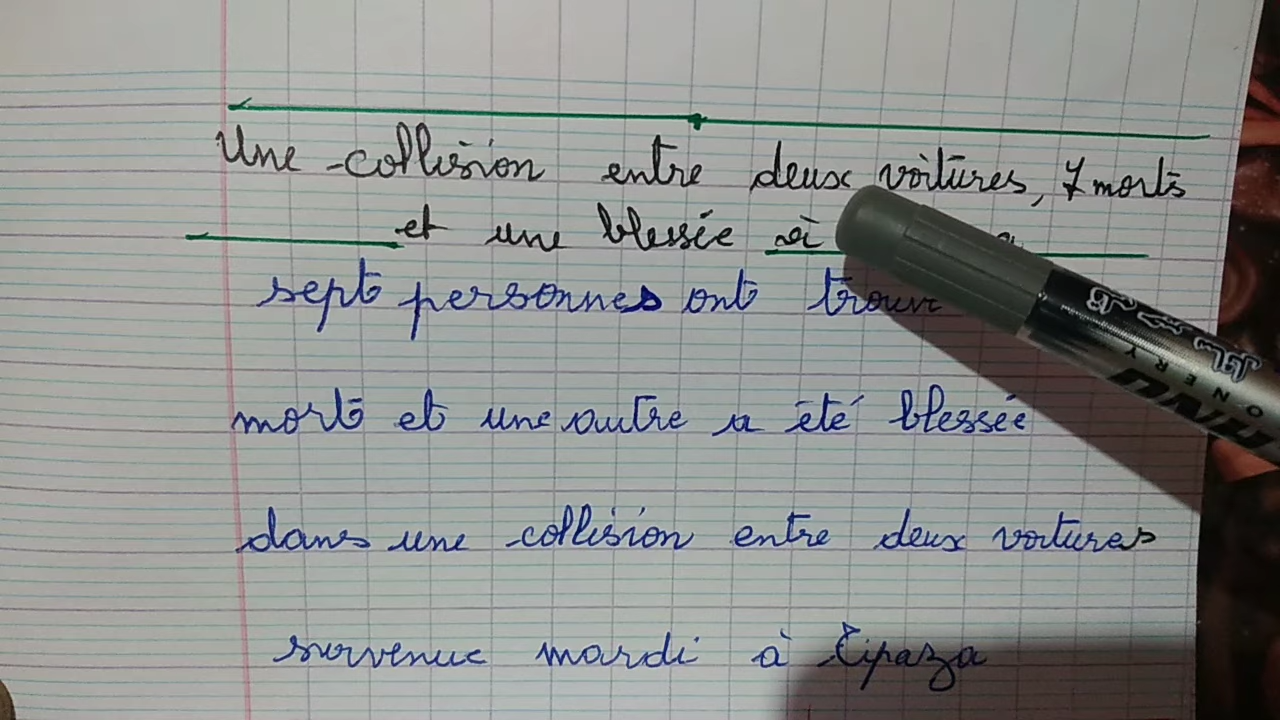 Une collision entre deux voitures, 7 morts
et une blessée à
sept personnes ont trouv
mort et une autre a été blessée
dans une collision entre deux voitures
survenue mardi à Tipaza